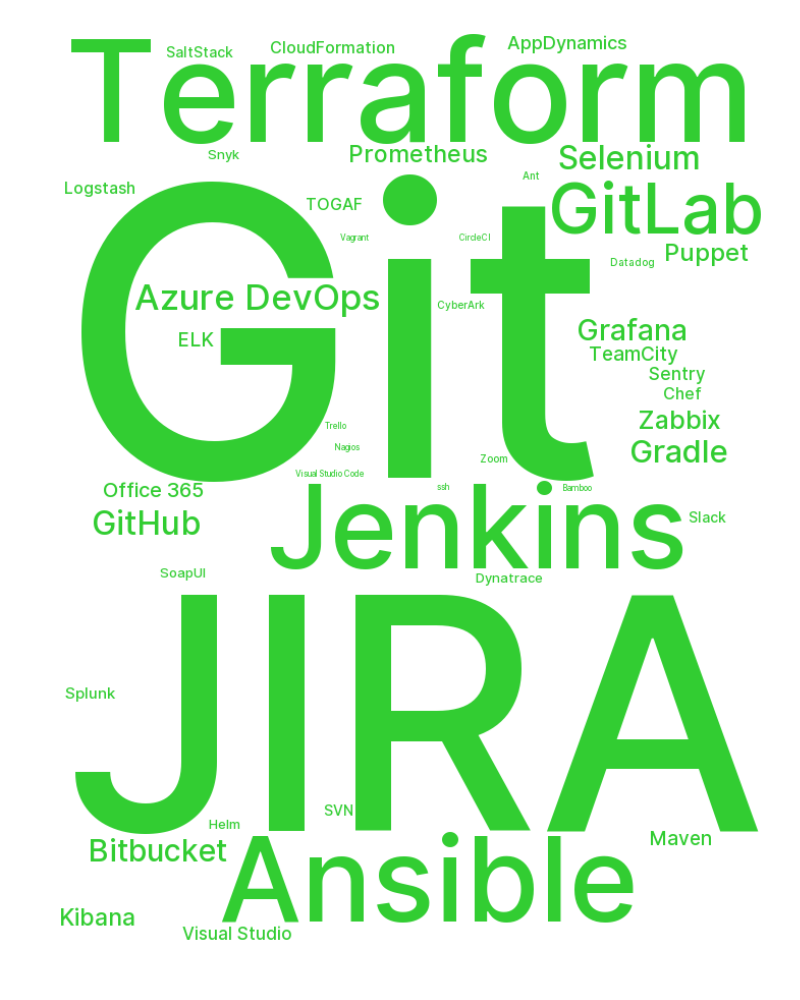 SaltStack
CloudFormation
AppDynamics
Terraform
Snyk
Prometheus
Selenium
Ant
Logstash
TOGAF
GitLab
Vagrant
CircleCI
Puppet
Datadog
Git
Azure DevOps
CyberArk
ELK
Grafana
TeamCity
Sentry
Chef
Zabbix
Trello
Nagios
Gradle
Zoom
Visual Studio Code
ssh
Bamboo
Office 365
GitHub
Jenkins
Slack
SoapUI
Dynatrace
JIRA
Splunk
SVN
Helm
Maven
Bitbucket
Ansible
Kibana
Visual Studio